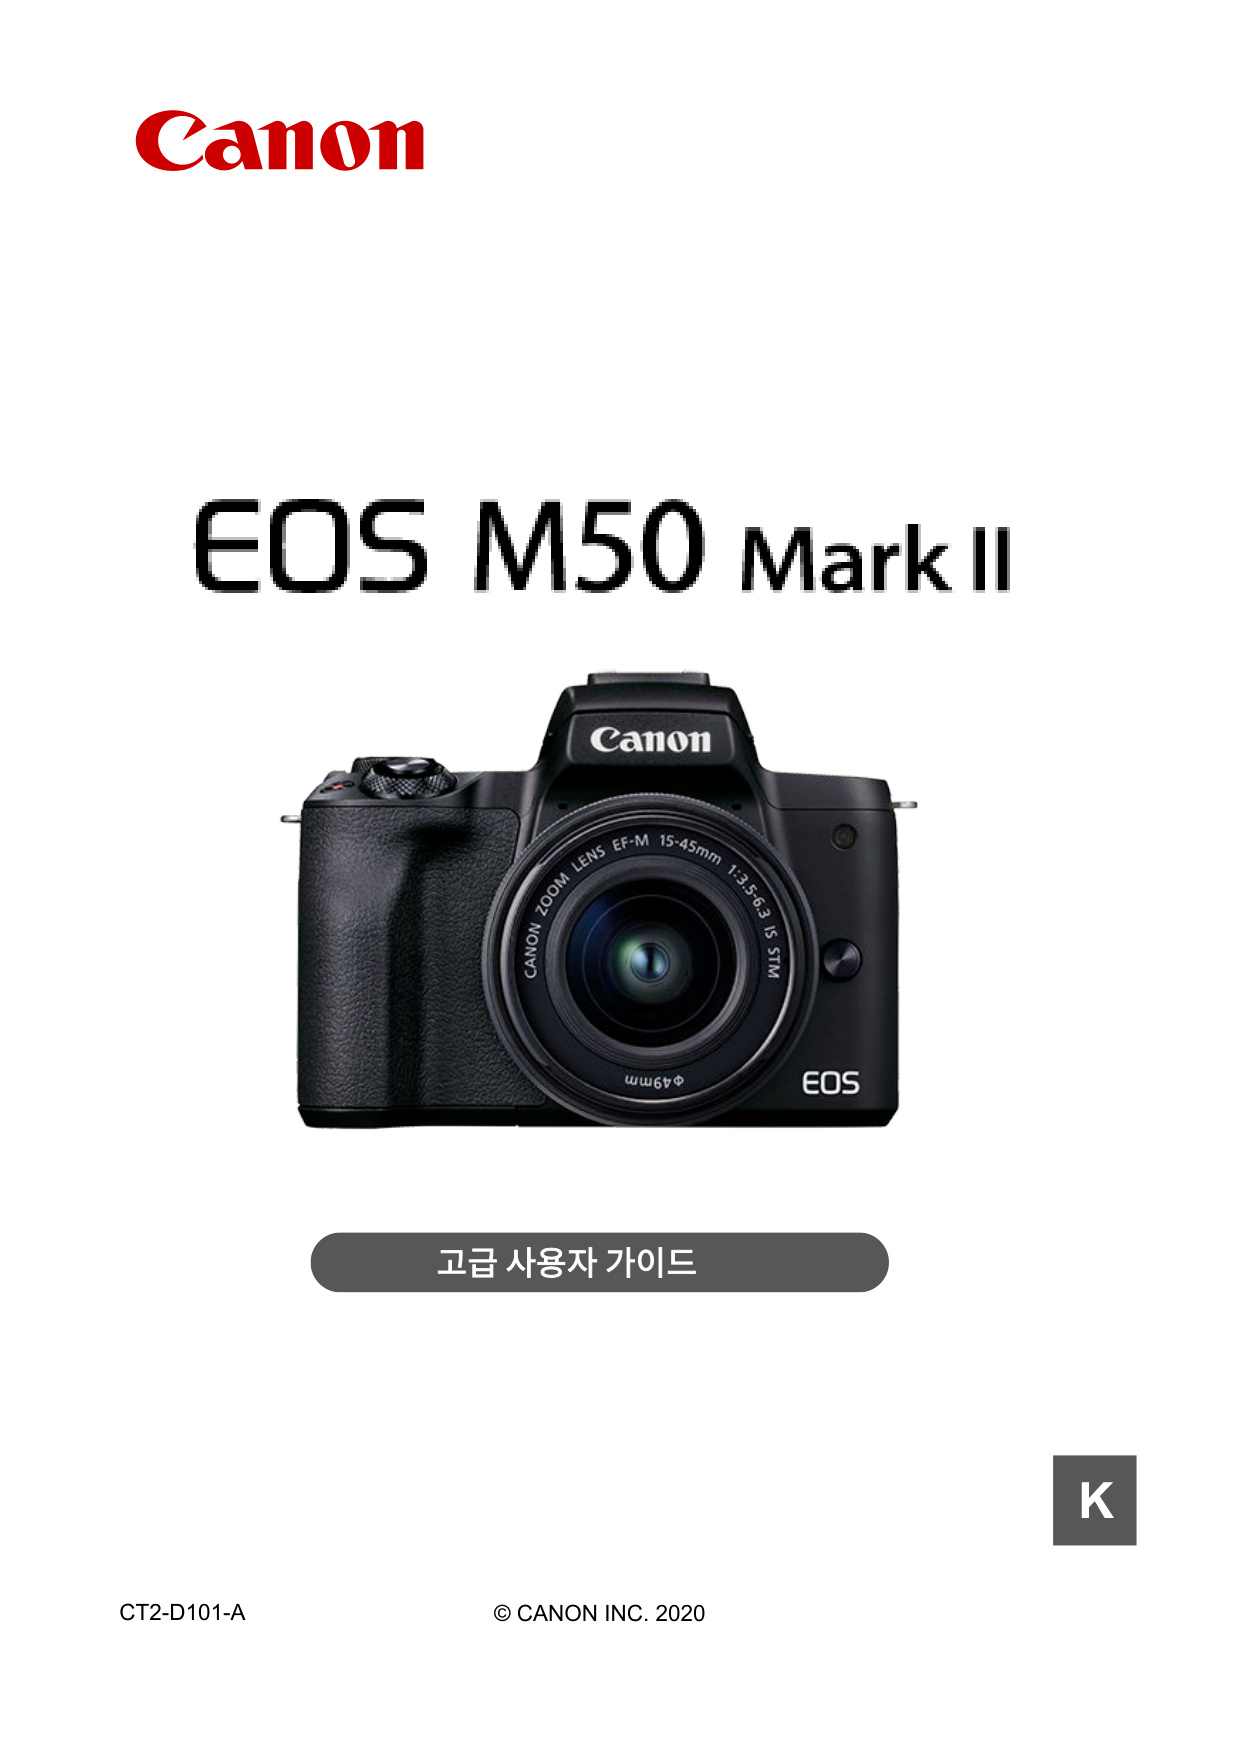 Canon
EOS M50 Mark II
Canon
CANON ZOOM LENS EF-M 15-45mm 1:3.5-6.3 IS STM
Φ49mm
EOS
고급 사용자 가이드
K
CT2-D101-A
© CANON INC. 2020